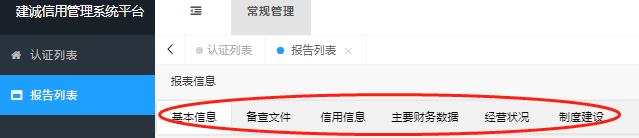 建诚信用管理系统平台
常规管理
认证列表
报告列表
认证列表 报告列表
报表信息
基本信息 备查文件 信用信息 主要财务数据 经营状况 制度建设